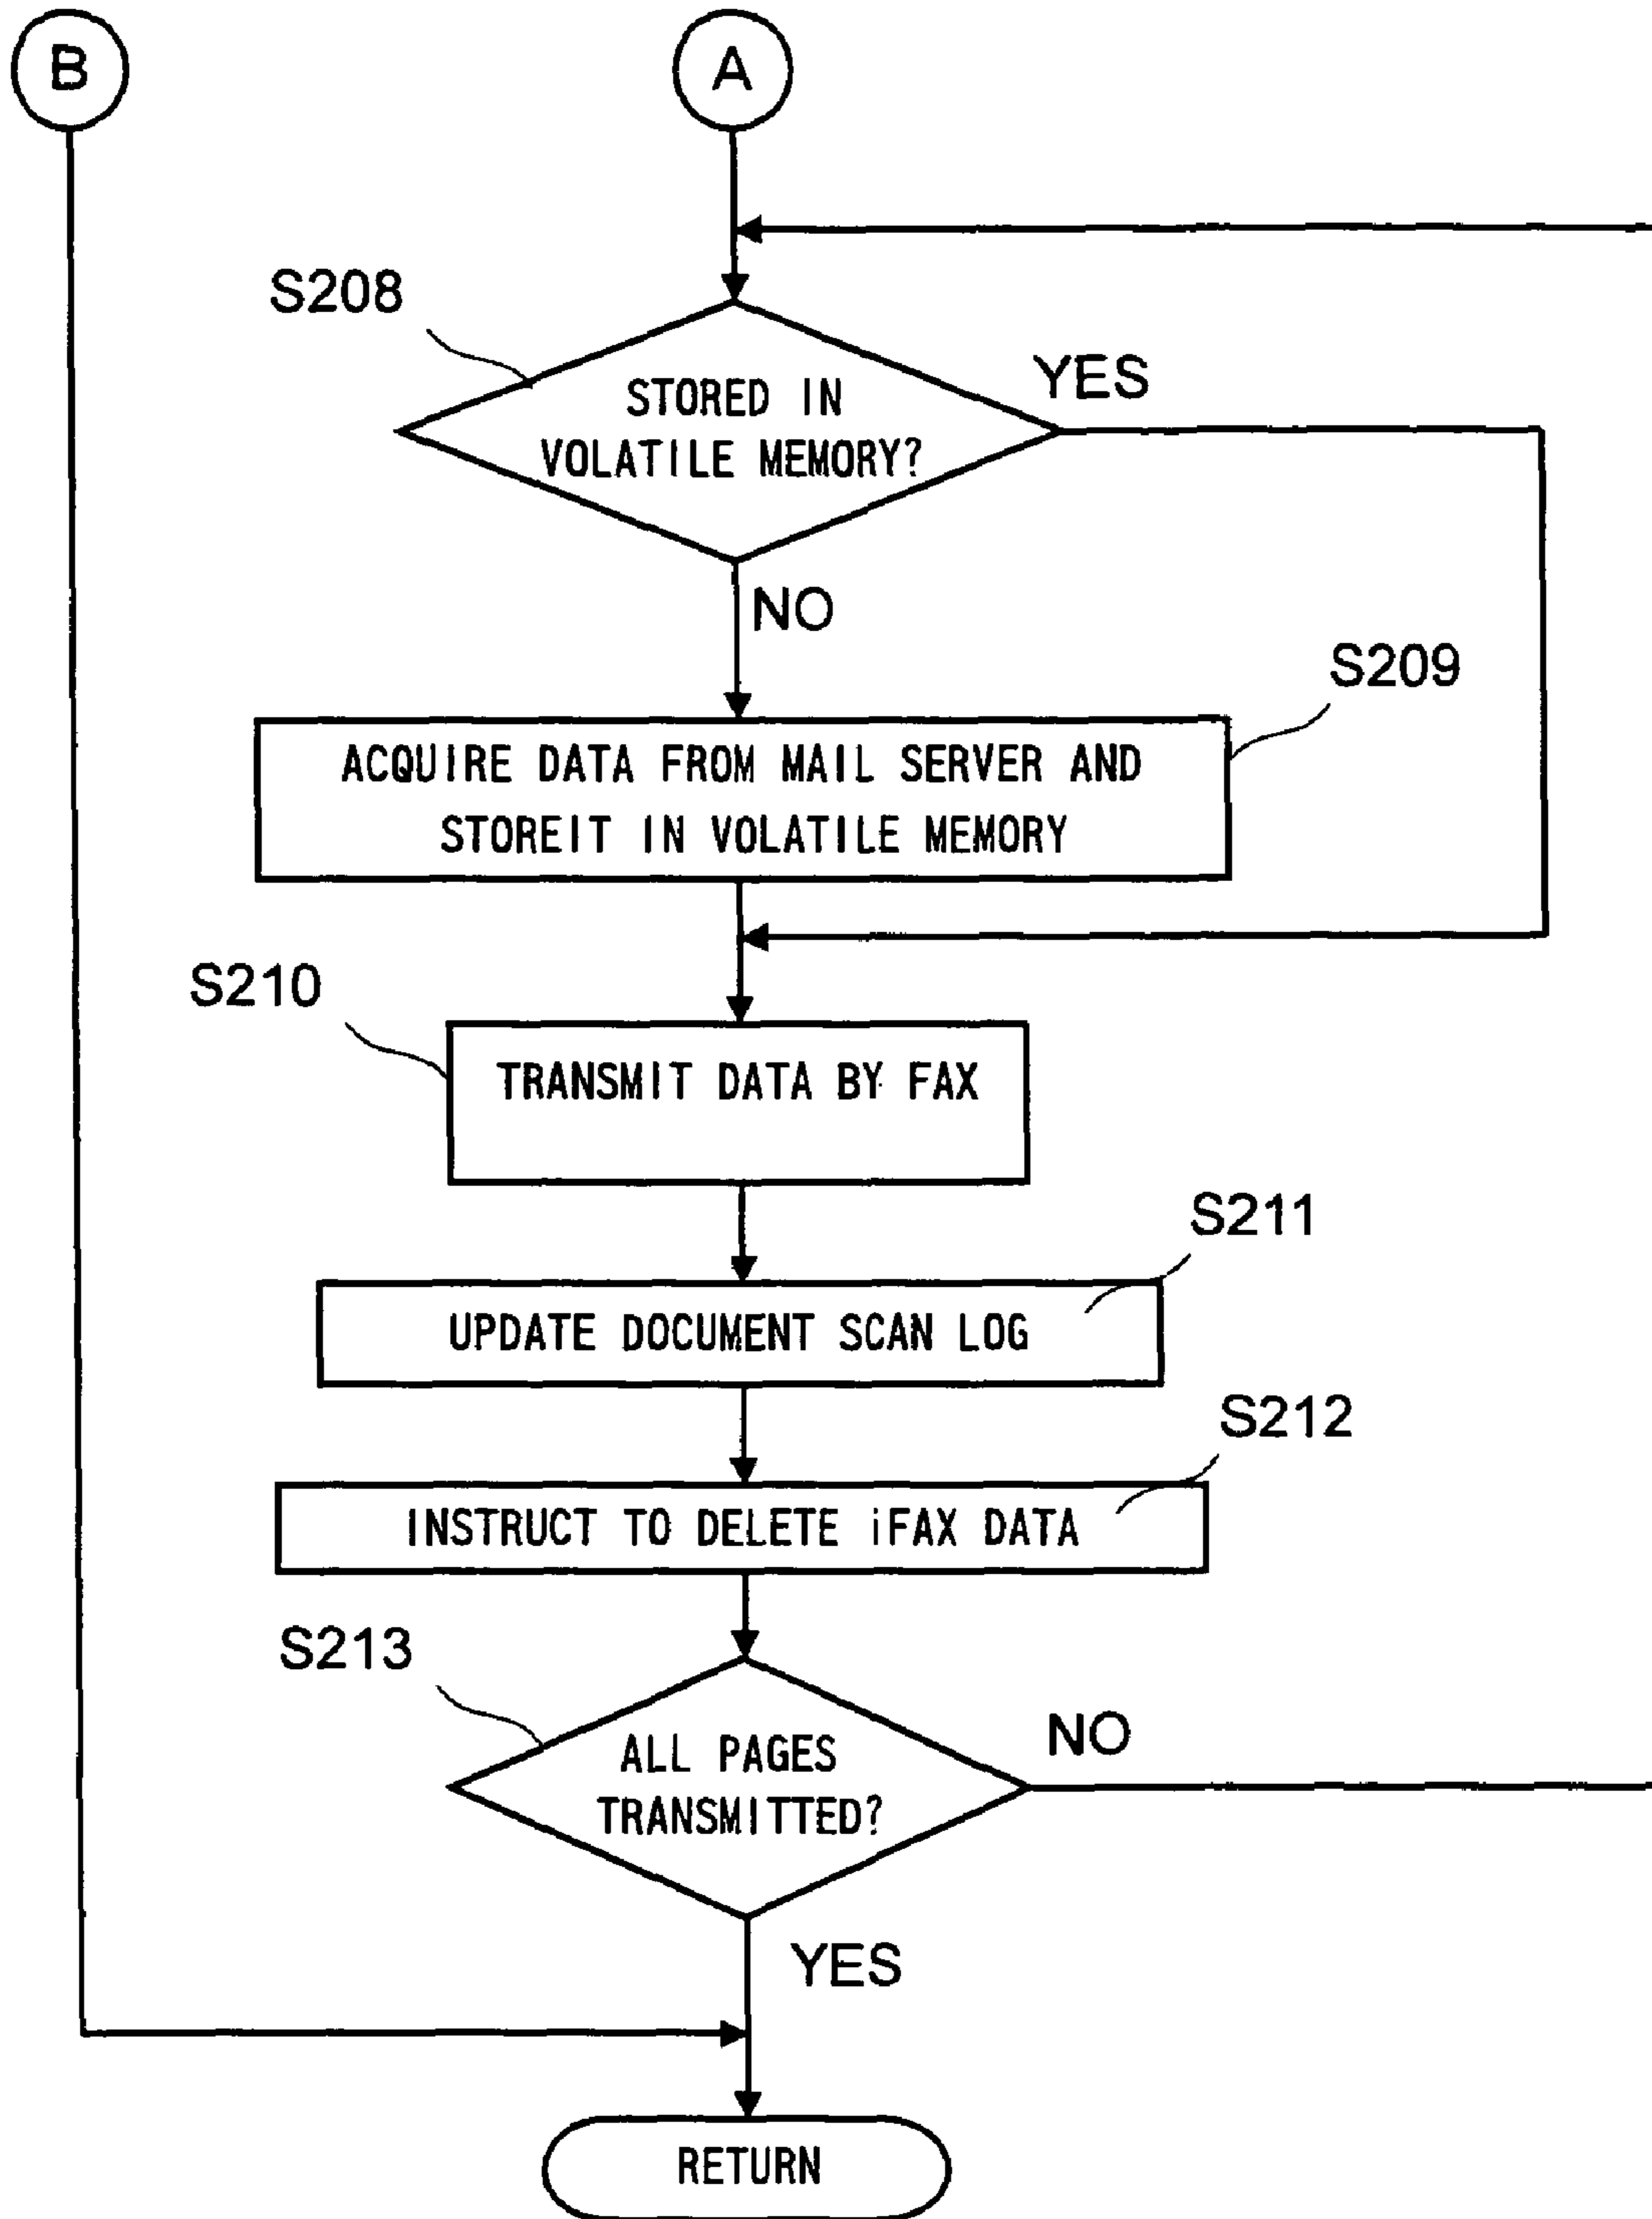 B
A
S208
YES
STORED IN
VOLATILE MEMORY?
NO
S209
ACQUIRE DATA FROM MAIL SERVER AND
STOREIT IN VOLATILE MEMORY
S210
TRANSMIT DATA BY FAX
S211
UPDATE DOCUMENT SCAN LOG
S212
INSTRUCT TO DELETE iFAX DATA
S213
NO
ALL PAGES
TRANSMITTED?
YES
RETURN